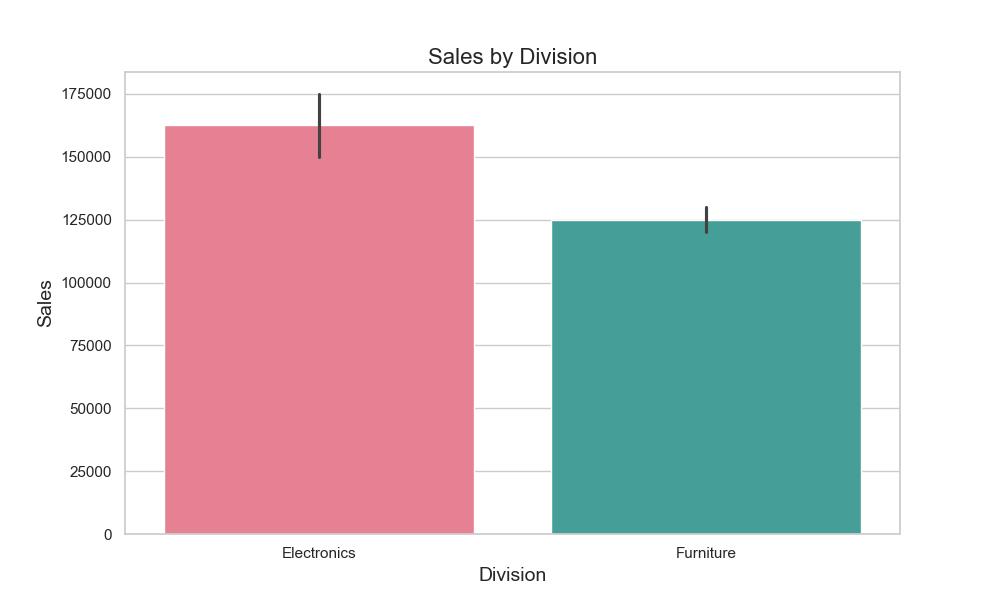 Sales by Division
Sales
175000
150000
125000
100000
75000
50000
25000
0
Electronics
Furniture
Division